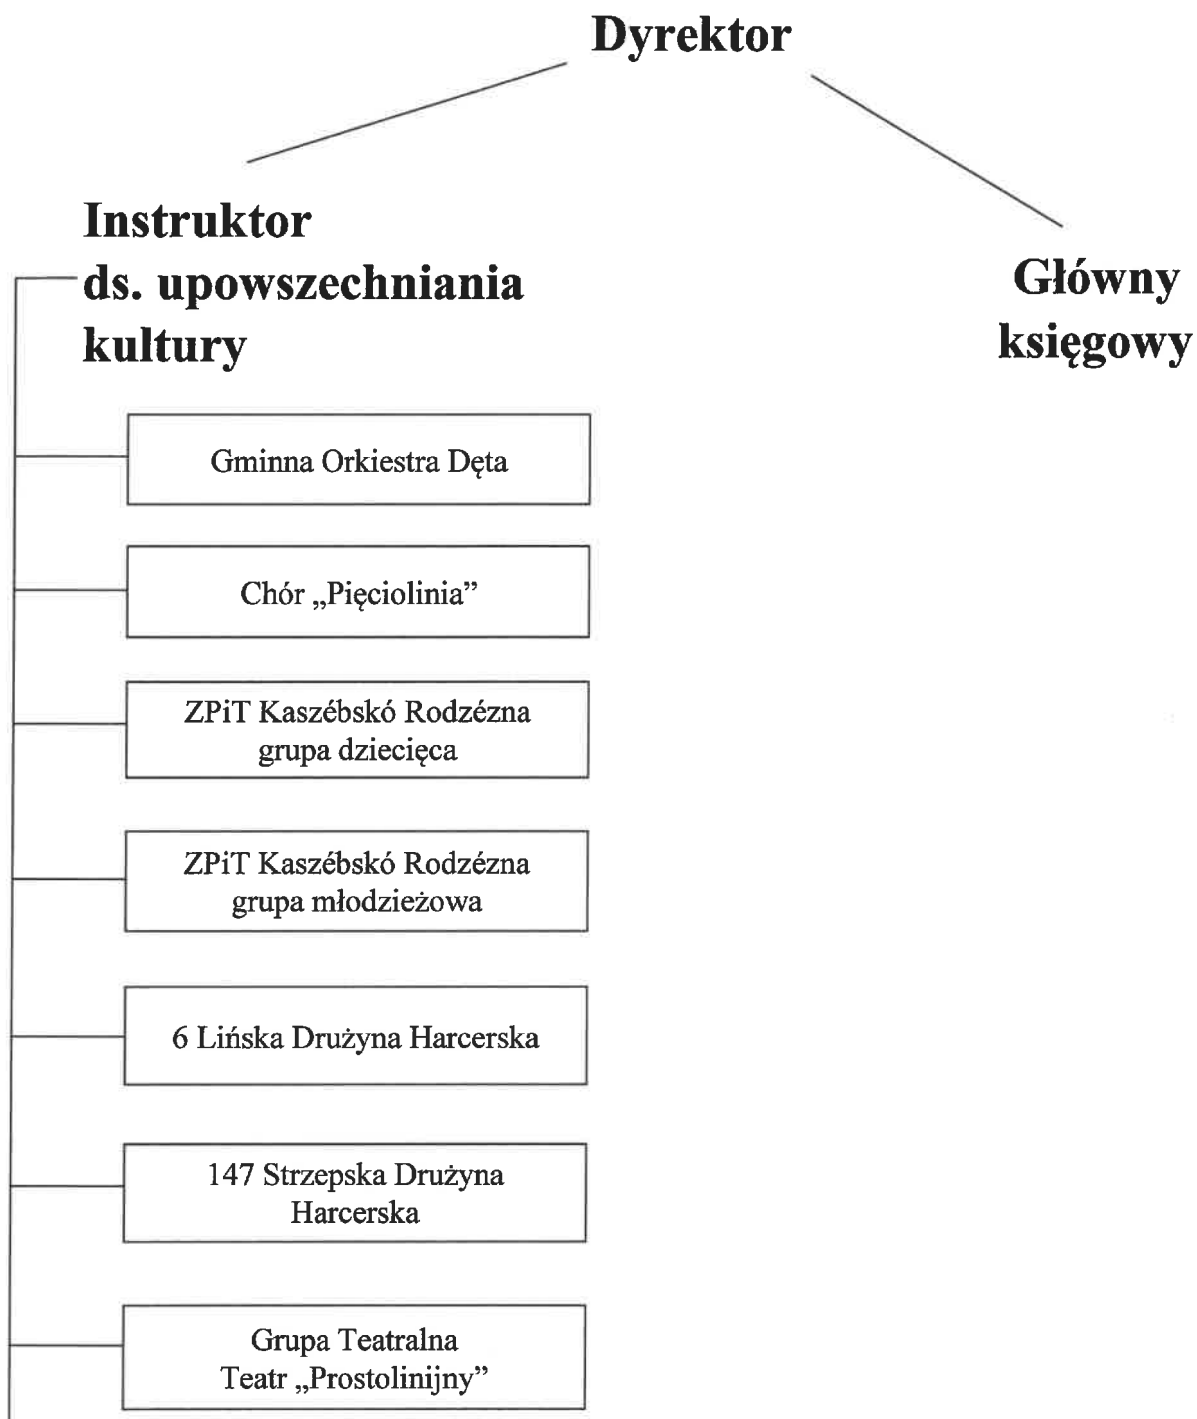 Dyrektor
Instruktor
ds. upowszechniania
kultury
Główny
księgowy
Gminna Orkiestra Dęta
Chór „Pięciolinia”
ZPiT Kaszébskó Rodzézna
grupa dziecięca
ZPiT Kaszébskó Rodzézna
grupa młodzieżowa
6 Lińska Drużyna Harcerska
147 Strzepska Drużyna
Harcerska
Grupa Teatralna
Teatr „Prostolinijny”